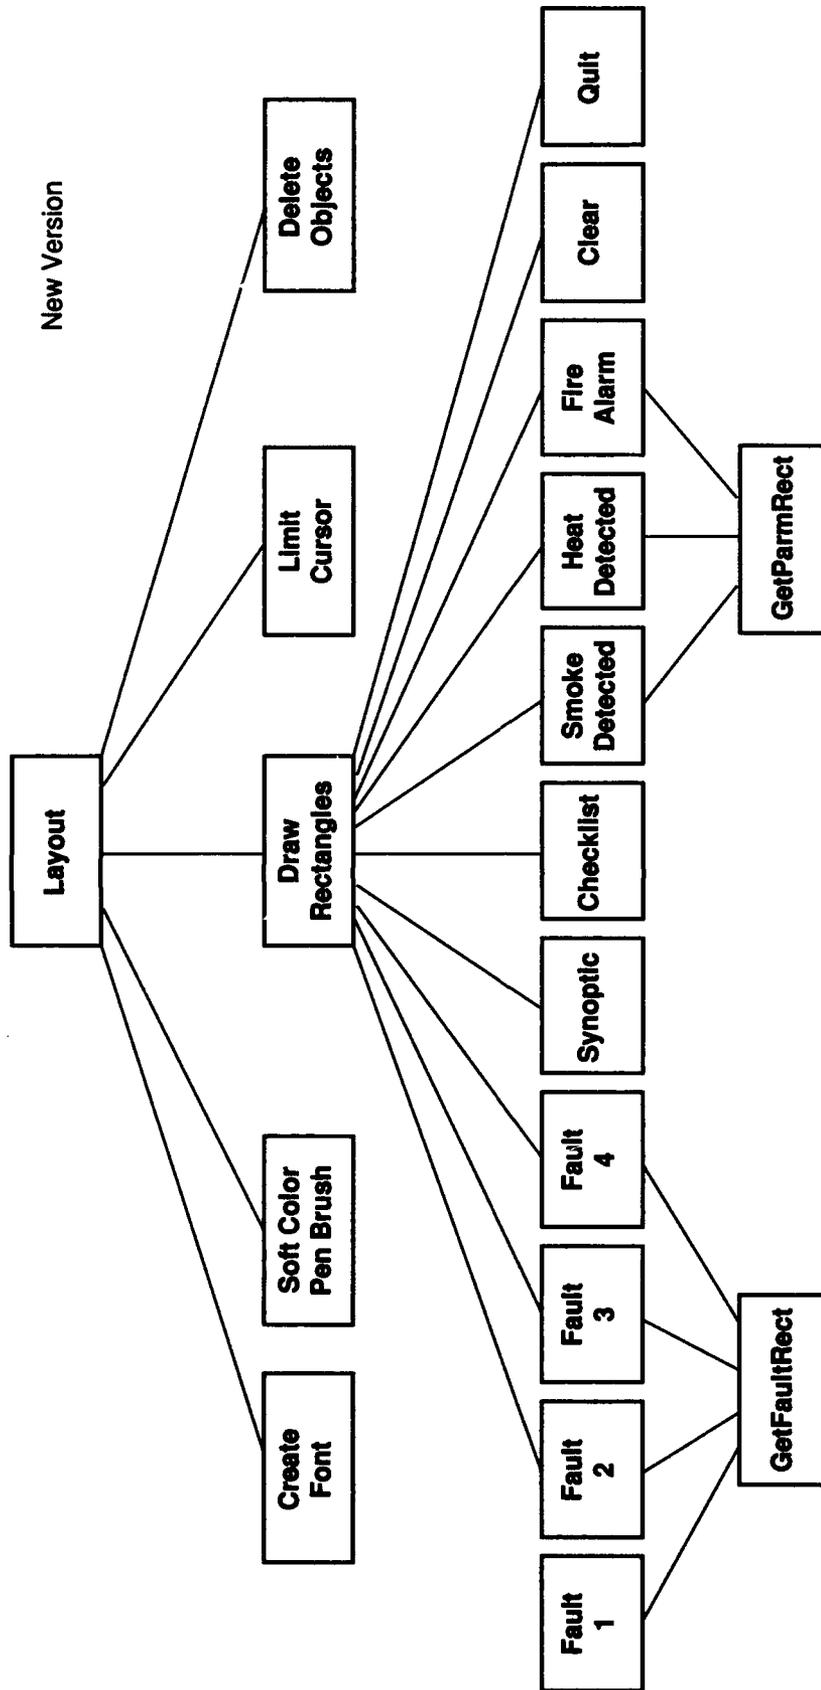 New Version
Layout
Create
Font
Soft Color
Pen Brush
Draw
Rectangles
Limit
Cursor
Delete
Objects
Fault
1
Fault
2
Fault
3
Fault
4
Synoptic
Checklist
Smoke
Detected
Heat
Detected
Fire
Alarm
Clear
Quit
GetFaultRect
GetParmRect